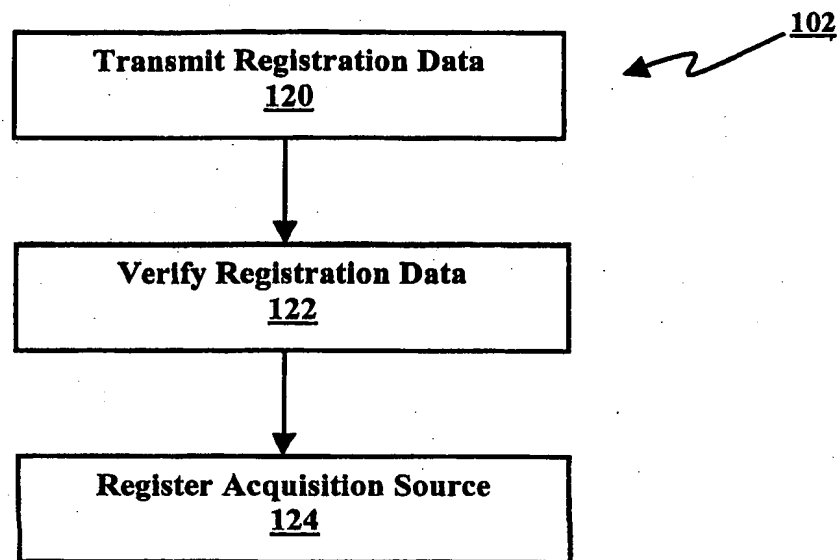 102
Transmit Registration Data
120
Verify Registration Data
122
Register Acquisition Source
124